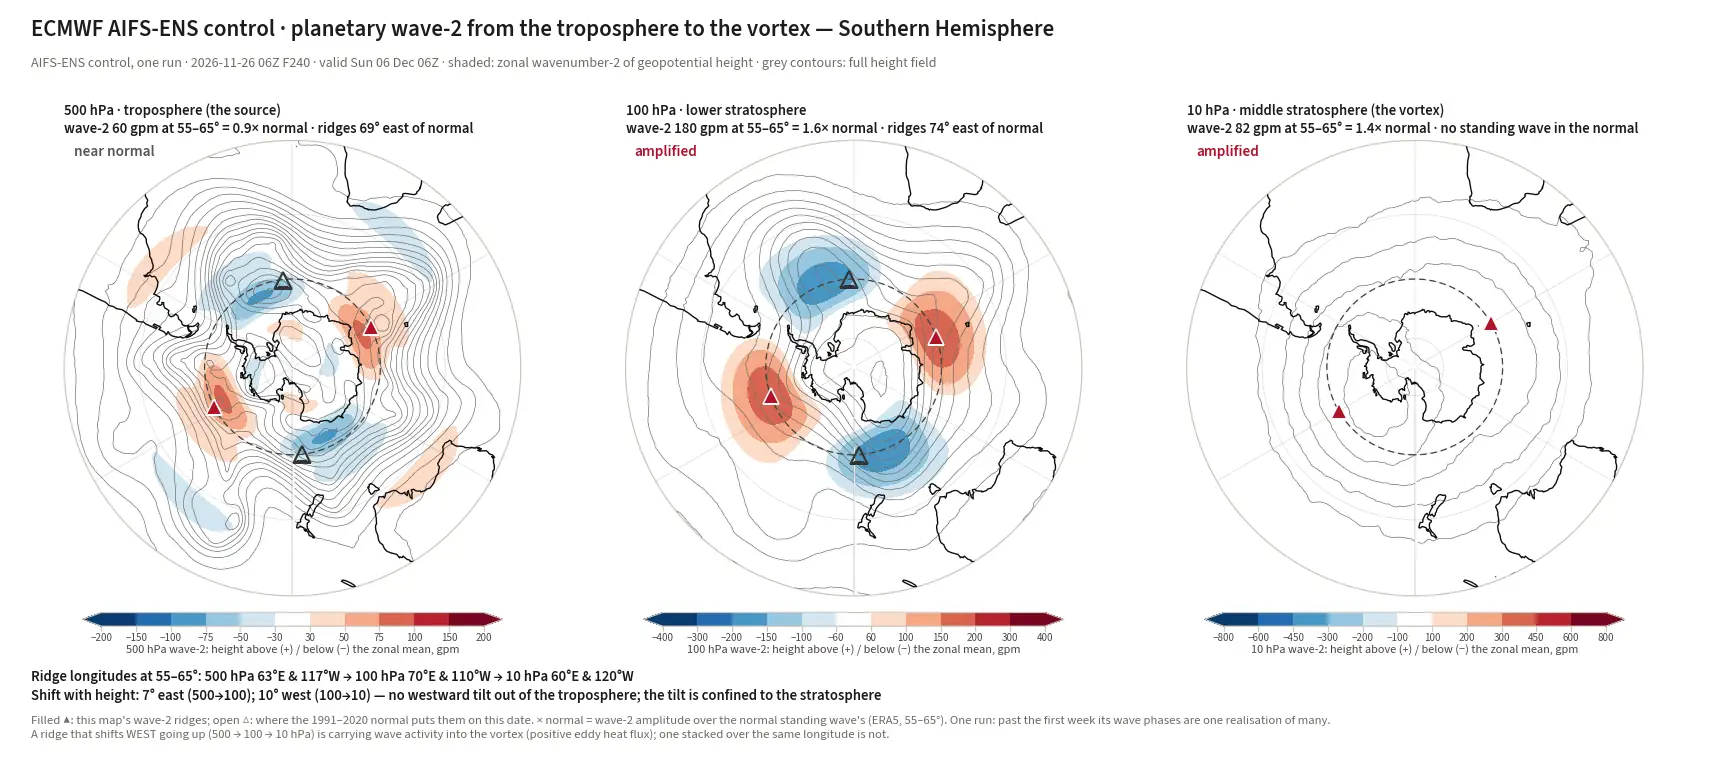 ECMWF AIFS-ENS control · planetary wave-2 from the troposphere to the vortex — Southern Hemisphere
AIFS-ENS control, one run · 2026-11-26 06Z F240 · valid Sun 06 Dec 06Z · shaded: zonal wavenumber-2 of geopotential height · grey contours: full height field
500 hPa · troposphere (the source)
wave-2 60 gpm at 55–65° = 0.9× normal · ridges 69° east of normal
near normal
100 hPa · lower stratosphere
wave-2 180 gpm at 55–65° = 1.6× normal · ridges 74° east of normal
amplified
10 hPa · middle stratosphere (the vortex)
wave-2 82 gpm at 55–65° = 1.4× normal · no standing wave in the normal
amplified
−200 −150 −100 −75 −50 −30 30 50 75 100 150 200
500 hPa wave-2: height above (+) / below (−) the zonal mean, gpm
−400 −300 −200 −150 −100 −60 60 100 150 200 300 400
100 hPa wave-2: height above (+) / below (−) the zonal mean, gpm
−800 −600 −450 −300 −200 −100 100 200 300 450 600 800
10 hPa wave-2: height above (+) / below (−) the zonal mean, gpm
Ridge longitudes at 55–65°: 500 hPa 63°E & 117°W → 100 hPa 70°E & 110°W → 10 hPa 60°E & 120°W
Shift with height: 7° east (500→100); 10° west (100→10) — no westward tilt out of the troposphere; the tilt is confined to the stratosphere
Filled ▲: this map's wave-2 ridges; open △: where the 1991–2020 normal puts them on this date. × normal = wave-2 amplitude over the normal standing wave's (ERA5, 55–65°). One run: past the first week its wave phases are one realisation of many.
A ridge that shifts WEST going up (500 → 100 → 10 hPa) is carrying wave activity into the vortex (positive eddy heat flux); one stacked over the same longitude is not.